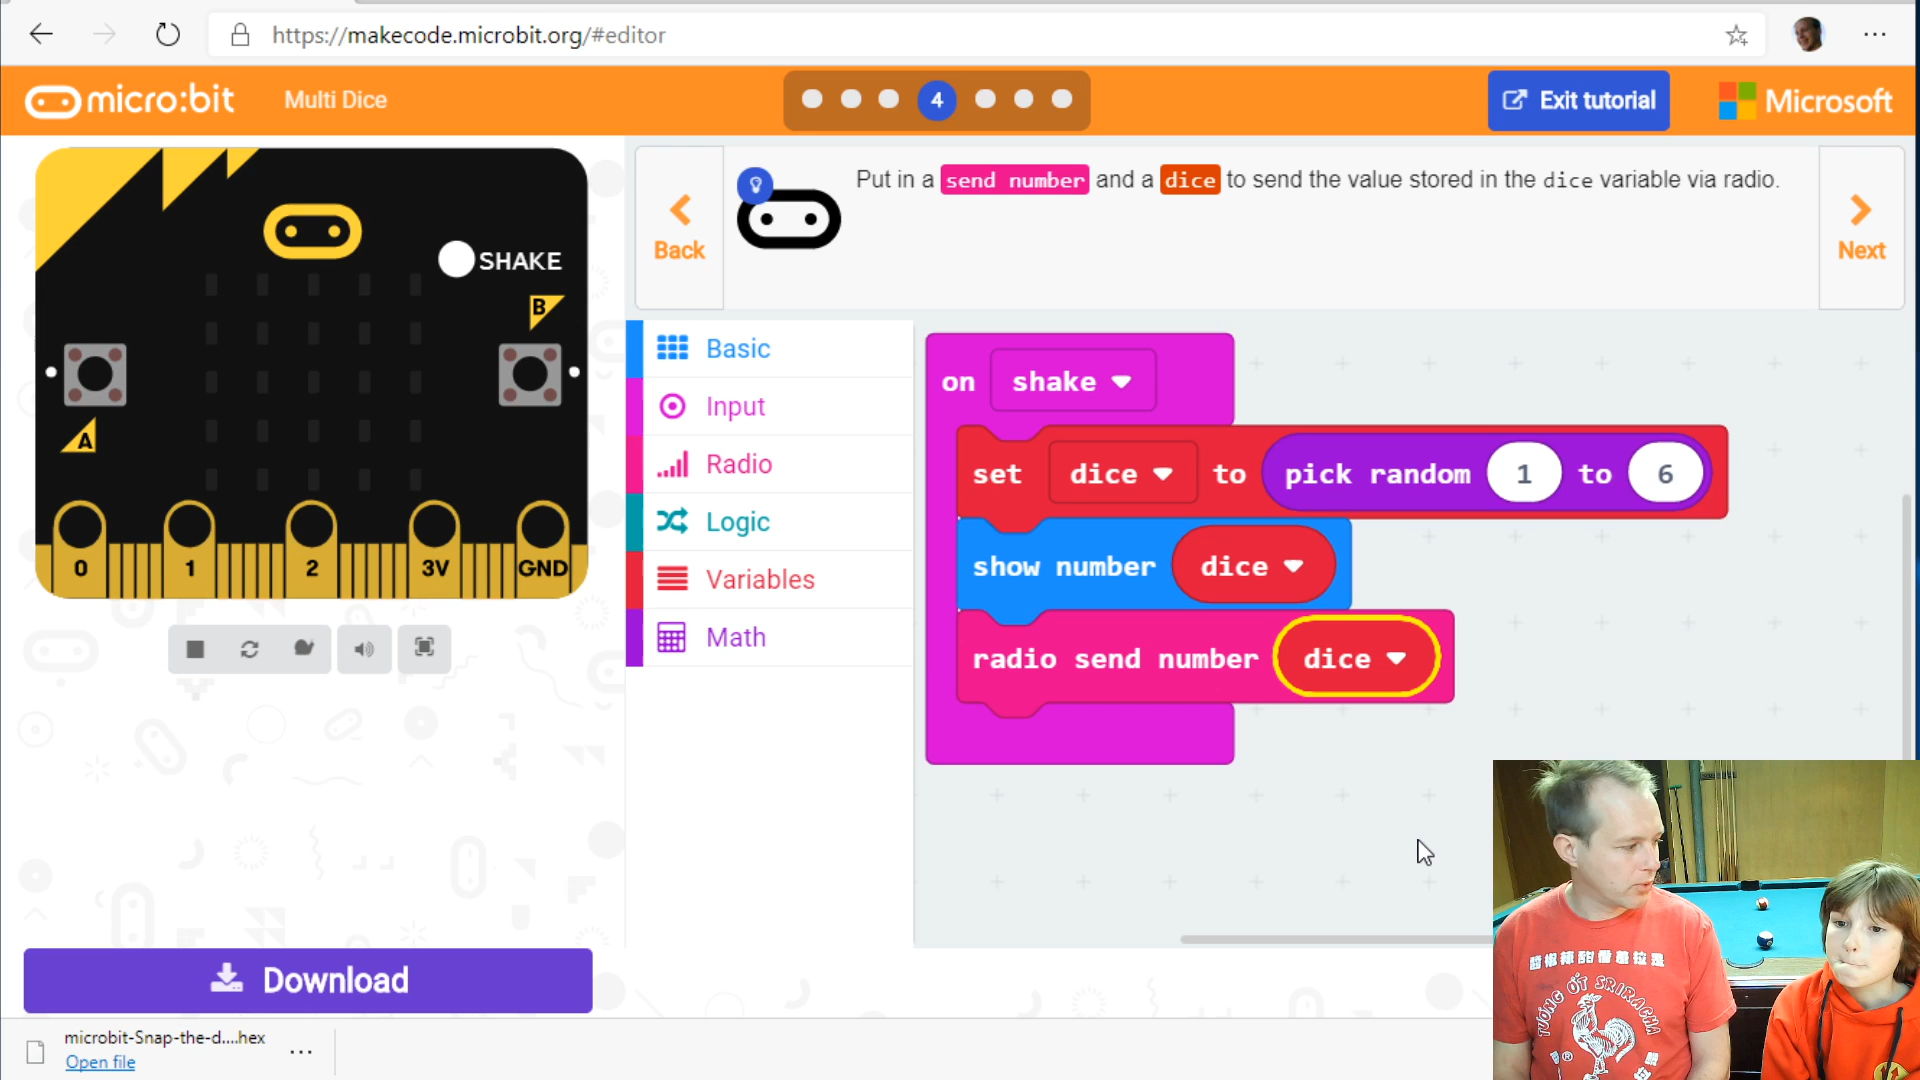 https://makecode.microbit.org/#editor
micro:bit
Multi Dice
4
Exit tutorial
Microsoft
SHAKE
B
A
0 1 2 3V GND
Back
Put in a send number and a dice to send the value stored in the dice variable via radio.
Next
Basic
Input
Radio
Logic
Variables
Math
on shake
set dice to pick random 1 to 6
show number dice
radio send number dice
Download
microbit-Snap-the-d....hex
Open file
TƯƠNG ỚT SRIRACHA